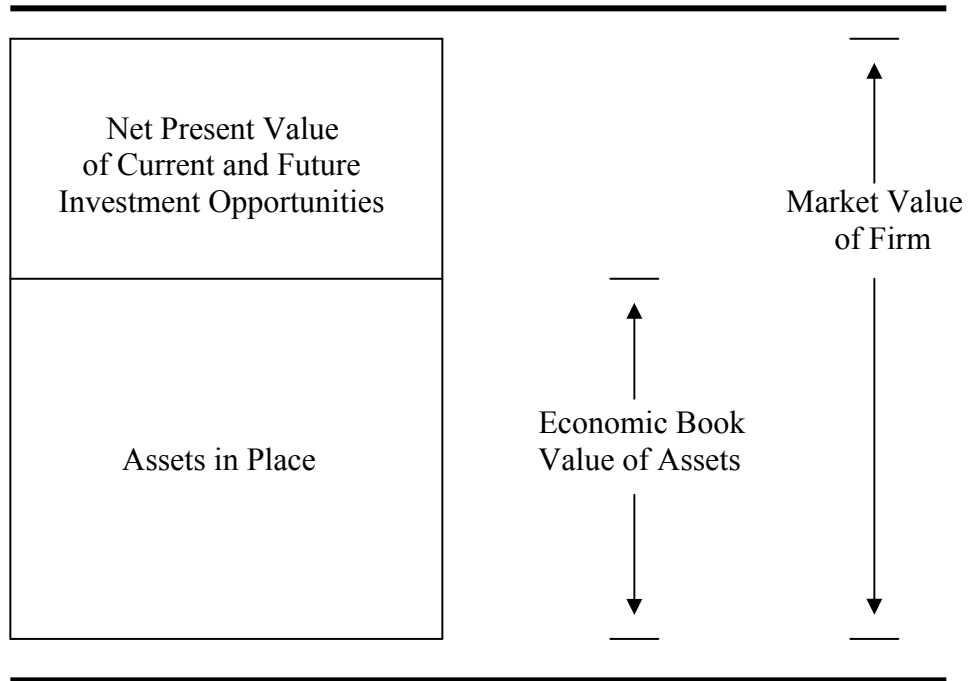 Net Present Value
of Current and Future
Investment Opportunities
Market Value
of Firm
Economic Book
Value of Assets
Assets in Place